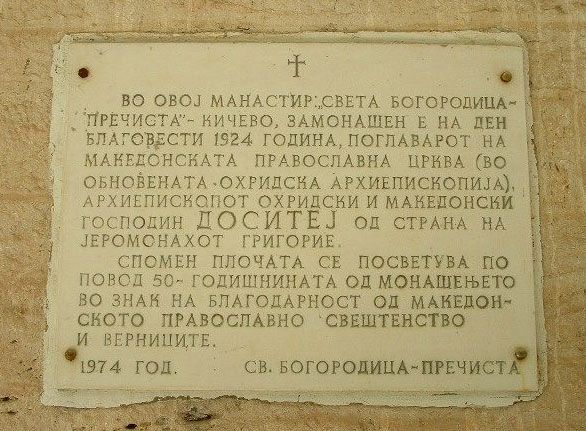 ВО ОВОЈ МАНАСТИР:„СВЕТА БОГОРОДИЦА-
ПРЕЧИСТА"- КИЧЕВО, ЗАМОНАШЕН Е НА ДЕН
БЛАГОВЕСТИ 1924 ГОДИНА, ПОГЛАВАРОТ НА
МАКЕДОНСКАТА ПРАВОСЛАВНА ЦРКВА (ВО
ОБНОВЕНАТА ОХРИДСКА АРХИЕПИСКОПИЈА),
АРХИЕПИСКОПОТ ОХРИДСКИ И МАКЕДОНСКИ
ГОСПОДИН ДОСИТЕЈ ОД СТРАНА НА
ЈЕРОМОНАХОТ ГРИГОРИЕ.
СПОМЕН ПЛОЧАТА СЕ ПОСВЕТУВА ПО
ПОВОД 50-ГОДИШНИНАТА ОД МОНАШЕЊЕТО
ВО ЗНАК НА БЛАГОДАРНОСТ ОД МАКЕДОН-
СКОТО ПРАВОСЛАВНО СВЕШТЕНСТВО
И ВЕРНИЦИТЕ.
1974 ГОД. СВ. БОГОРОДИЦА-ПРЕЧИСТА